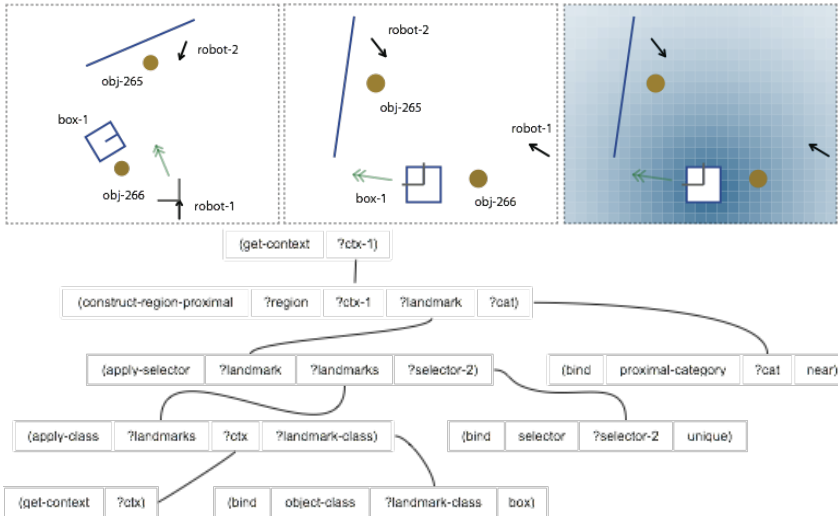 robot-2
obj-265
box-1
obj-266
robot-1
robot-2
obj-265
robot-1
box-1
obj-266
(get-context ?ctx-1)
(construct-region-proximal ?region ?ctx-1 ?landmark ?cat)
(apply-selector ?landmark ?landmarks ?selector-2)
(bind proximal-category ?cat near)
(apply-class ?landmarks ?ctx ?landmark-class)
(bind selector ?selector-2 unique)
(get-context ?ctx)
(bind object-class ?landmark-class box)